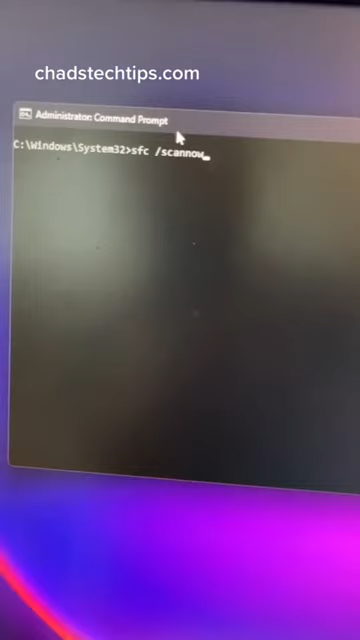 chadstechtips.com
Administrator: Command Prompt
C:\Windows\System32>sfc /scannow